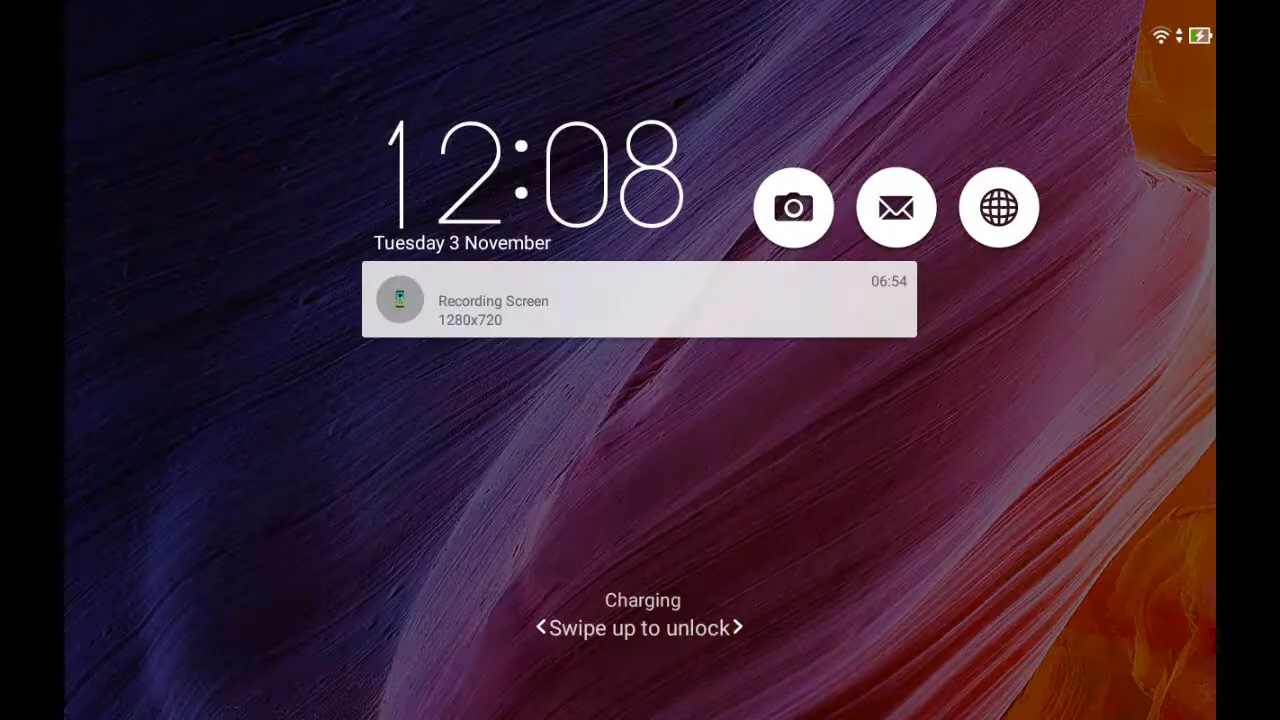 12:08
Tuesday 3 November
06:54
Recording Screen
1280x720
Charging
<Swipe up to unlock>